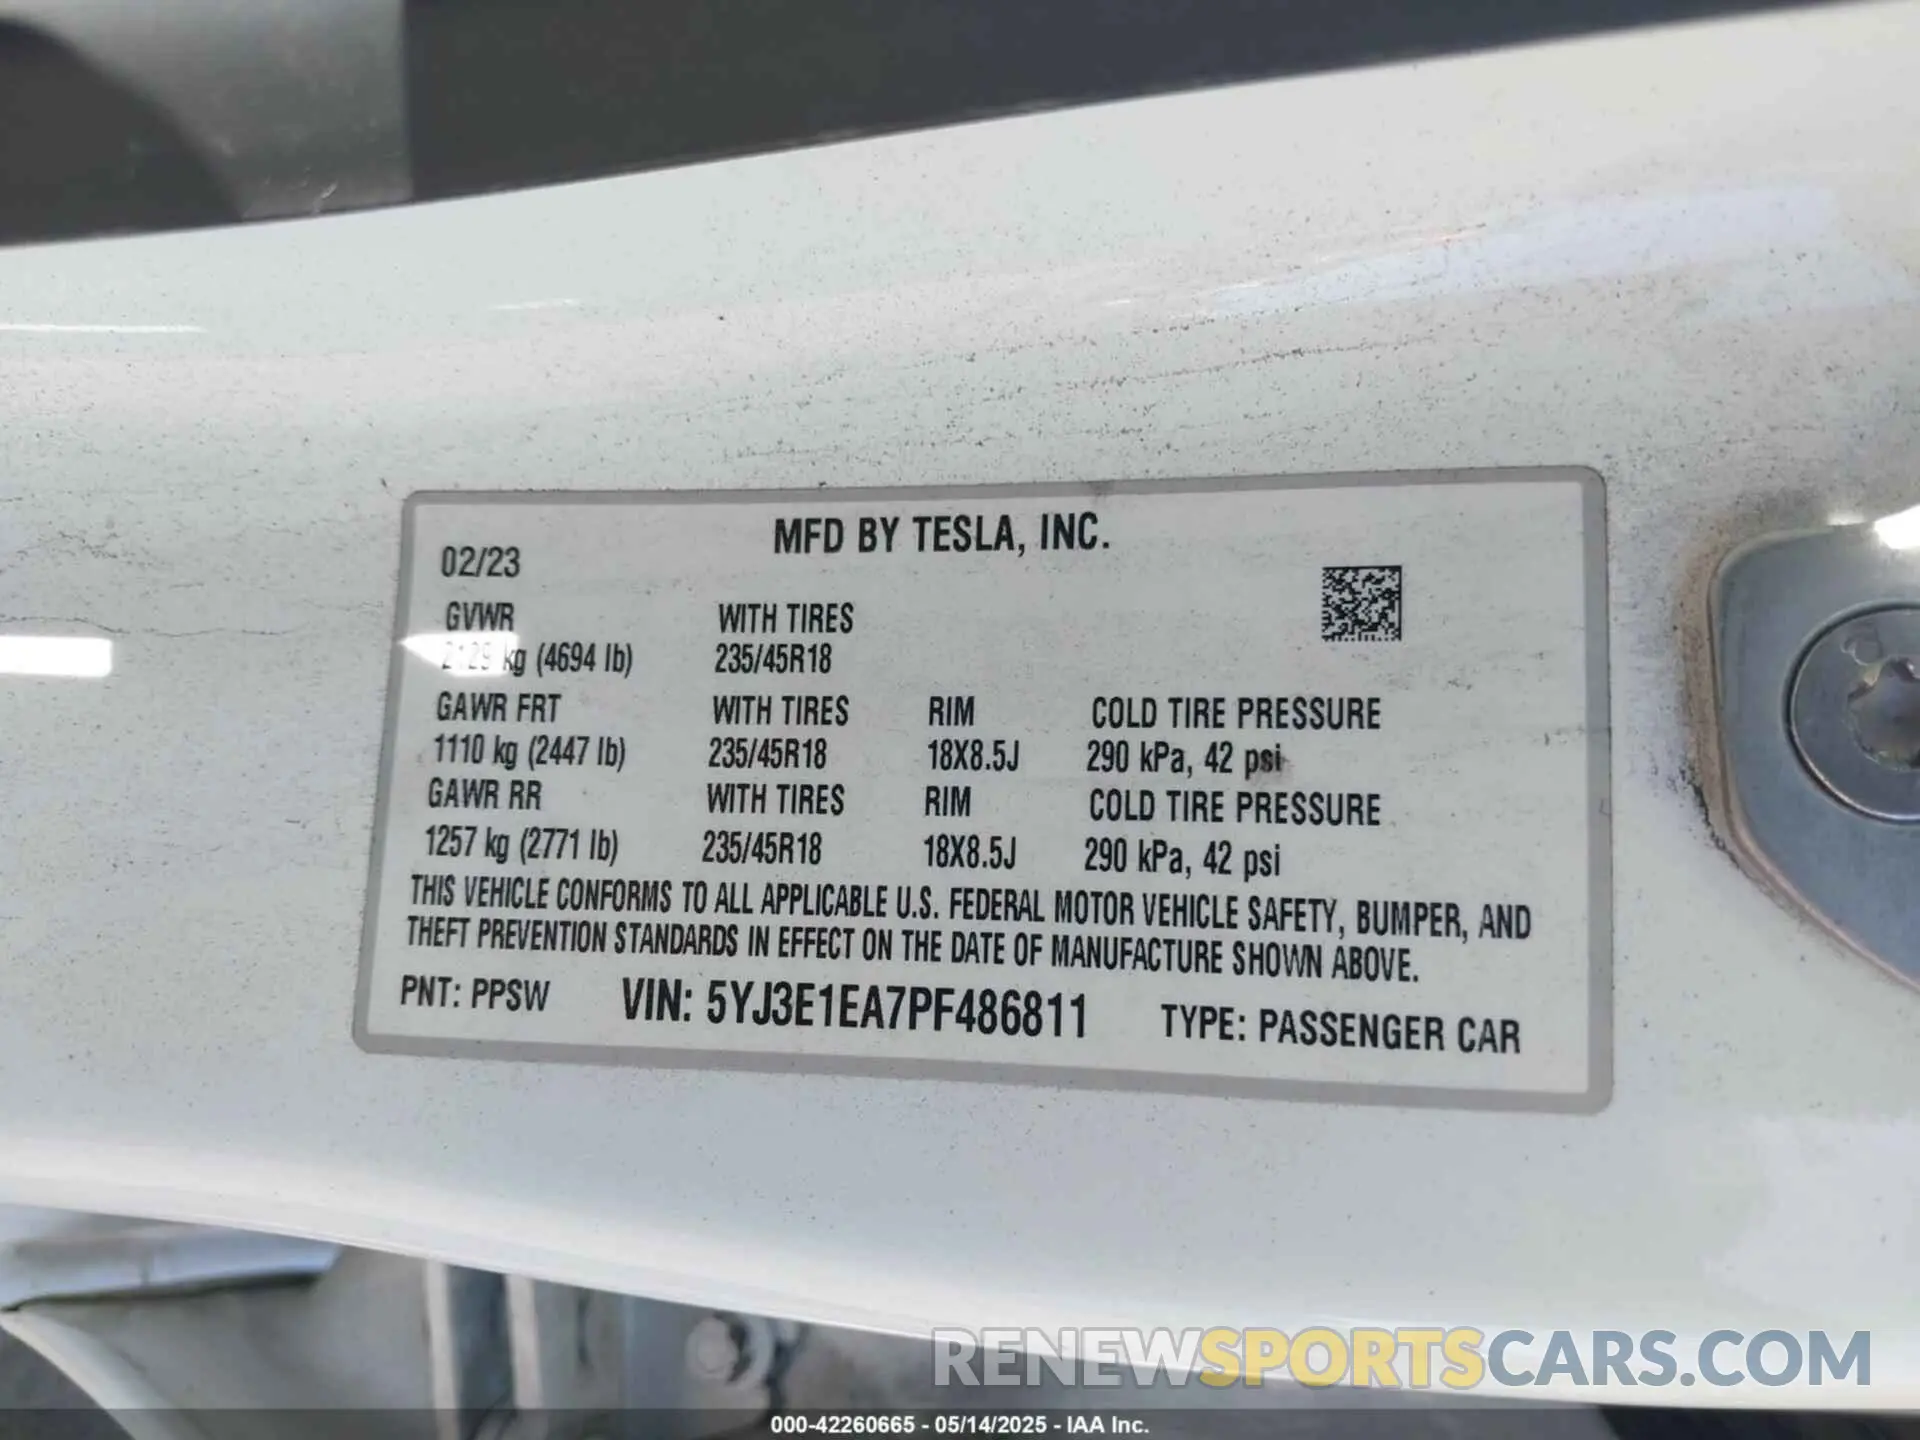 MFD BY TESLA, INC.
02/23
GVWR WITH TIRES
2129 kg (4694 lb) 235/45R18
GAWR FRT WITH TIRES RIM COLD TIRE PRESSURE
1110 kg (2447 lb) 235/45R18 18X8.5J 290 kPa, 42 psi
GAWR RR WITH TIRES RIM COLD TIRE PRESSURE
1257 kg (2771 lb) 235/45R18 18X8.5J 290 kPa, 42 psi
THIS VEHICLE CONFORMS TO ALL APPLICABLE U.S. FEDERAL MOTOR VEHICLE SAFETY, BUMPER, AND
THEFT PREVENTION STANDARDS IN EFFECT ON THE DATE OF MANUFACTURE SHOWN ABOVE.
PNT: PPSW VIN: 5YJ3E1EA7PF486811 TYPE: PASSENGER CAR
RENEWSPORTSCARS.COM
000-42260665 - 05/14/2025 - IAA Inc.